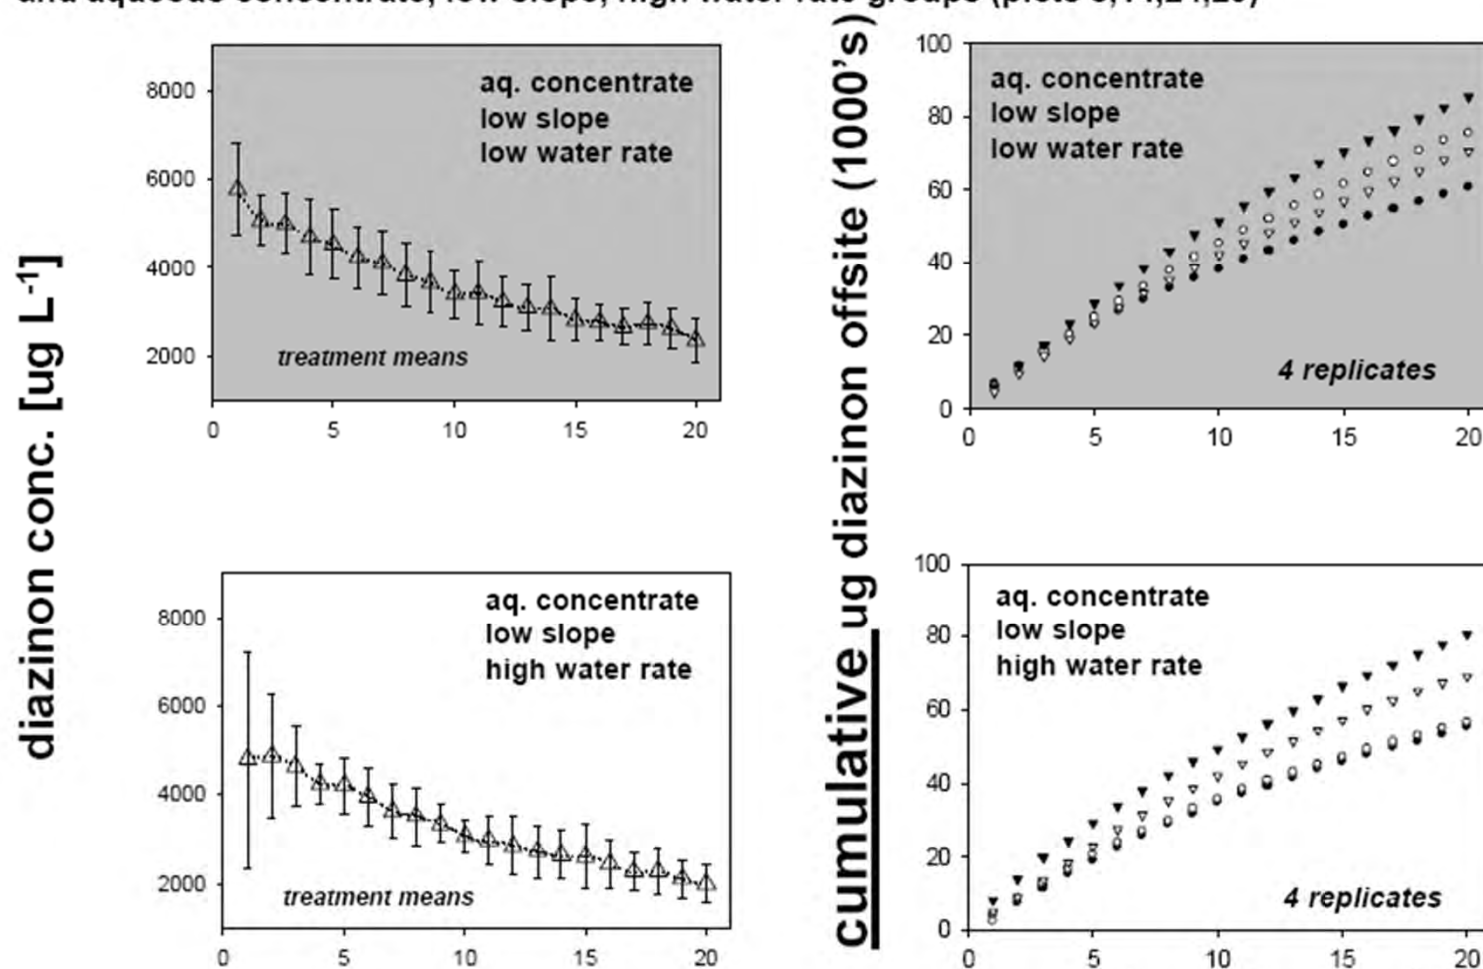 diazinon conc. [ug L-1]
8000
6000
4000
2000
aq. concentrate
low slope
low water rate
treatment means
0 5 10 15 20
cumulative ug diazinon offsite (1000's)
100
80
60
40
20
0
aq. concentrate
low slope
low water rate
4 replicates
0 5 10 15 20
8000
6000
4000
2000
aq. concentrate
low slope
high water rate
treatment means
0 5 10 15 20
100
80
60
40
20
0
aq. concentrate
low slope
high water rate
4 replicates
0 5 10 15 20